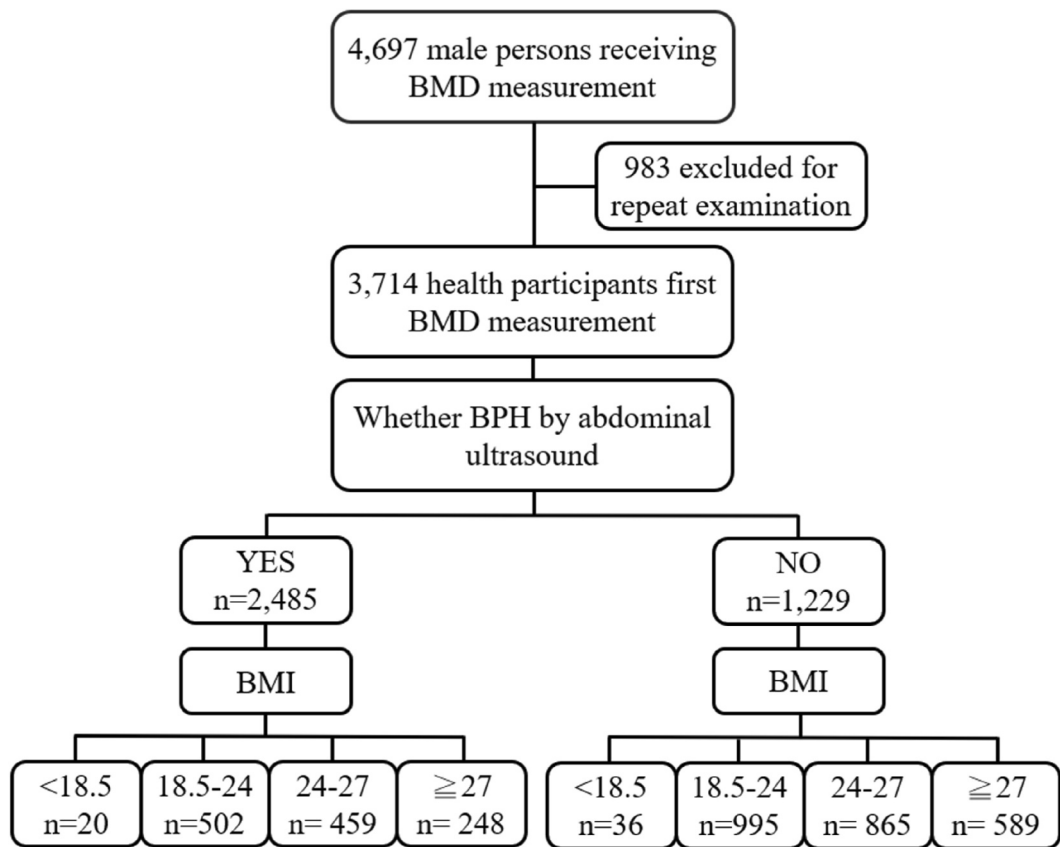 4,697 male persons receiving
BMD measurement
983 excluded for
repeat examination
3,714 health participants first
BMD measurement
Whether BPH by abdominal
ultrasound
YES
n=2,485
NO
n=1,229
BMI
BMI
<18.5
n=20
18.5-24
n=502
24-27
n= 459
≧27
n= 248
<18.5
n=36
18.5-24
n=995
24-27
n= 865
≧27
n= 589